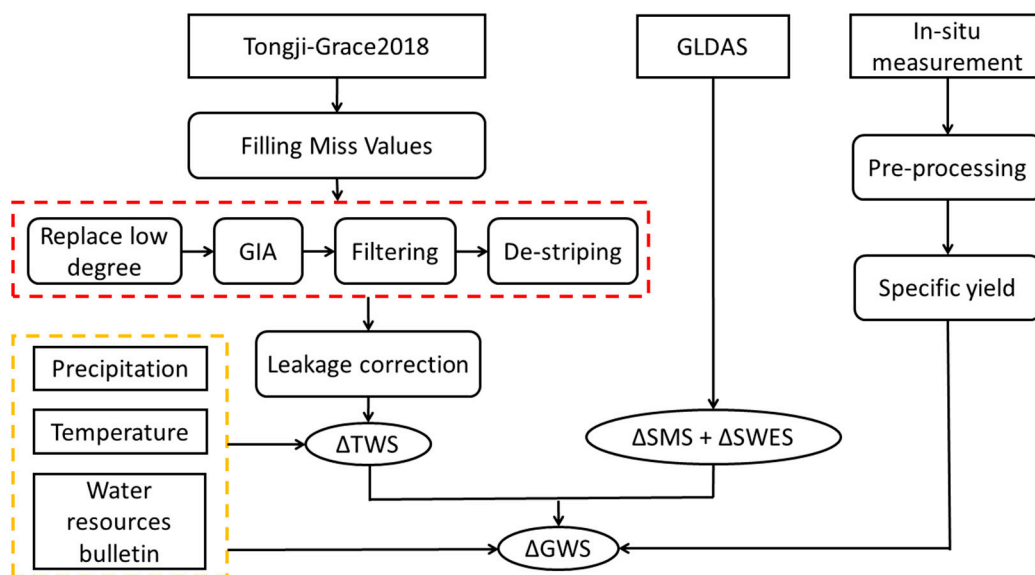 Tongji-Grace2018
GLDAS
In-situ
measurement
Filling Miss Values
Pre-processing
Replace low
degree
GIA
Filtering
De-striping
Specific yield
Precipitation
Leakage correction
Temperature
ΔTWS
ΔSMS + ΔSWES
Water
resources
bulletin
ΔGWS